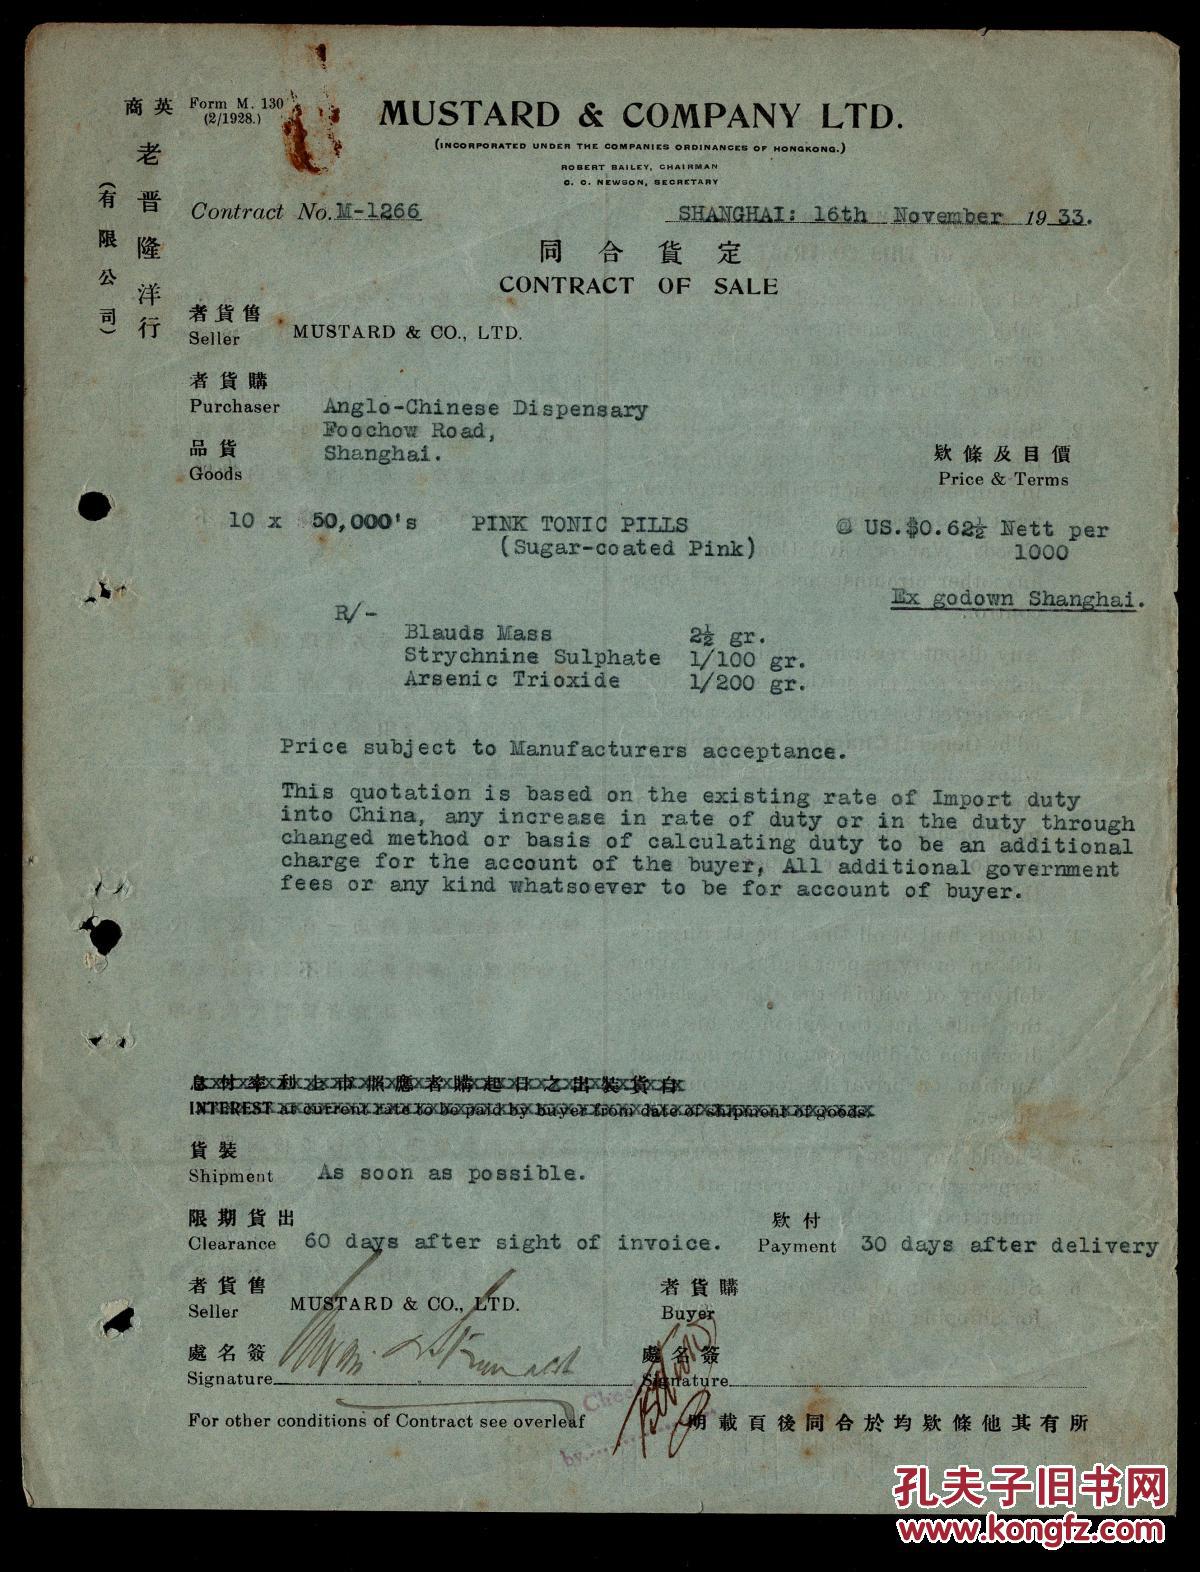 商英
老晋隆洋行
(有限公司)
Form M. 130
(2/1928.)
MUSTARD & COMPANY LTD.
(INCORPORATED UNDER THE COMPANIES ORDINANCES OF HONGKONG.)
ROBERT BAILEY, CHAIRMAN
C. C. NEWSON, SECRETARY
Contract No. M-1266
SHANGHAI: 16th November 1933.
同合貨定
CONTRACT OF SALE
者貨售
Seller MUSTARD & CO., LTD.
者貨購
Purchaser Anglo-Chinese Dispensary
Foochow Road,
Shanghai.
品貨
Goods
欵條及目價
Price & Terms
10 x 50,000's PINK TONIC PILLS @ US.$0.62½ Nett per
(Sugar-coated Pink) 1000
Ex godown Shanghai.
R/-
Blauds Mass 2½ gr.
Strychnine Sulphate 1/100 gr.
Arsenic Trioxide 1/200 gr.
Price subject to Manufacturers acceptance.
This quotation is based on the existing rate of Import duty
into China, any increase in rate of duty or in the duty through
changed method or basis of calculating duty to be an additional
charge for the account of the buyer, All additional government
fees or any kind whatsoever to be for account of buyer.
息付率利上市照應者購起日之出裝貨自
INTEREST at current rate to be paid by buyer from date of shipment of goods.
貨裝
Shipment As soon as possible.
限期貨出
Clearance 60 days after sight of invoice.
欵付
Payment 30 days after delivery
者貨售
Seller MUSTARD & CO., LTD.
者貨購
Buyer
處名簽
Signature
處名簽
Signature
by
For other conditions of Contract see overleaf
明載頁後同合於均欵條他其有所
孔夫子旧书网
www.kongfz.com